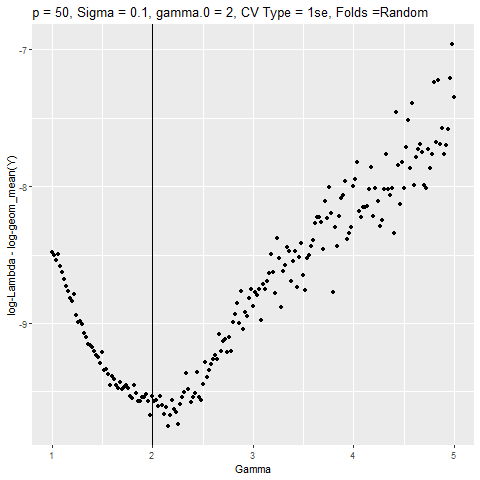 p = 50, Sigma = 0.1, gamma.0 = 2, CV Type = 1se, Folds =Random
-7
-8
-9
log-Lambda - log-geom_mean(Y)
1
2
3
4
5
Gamma